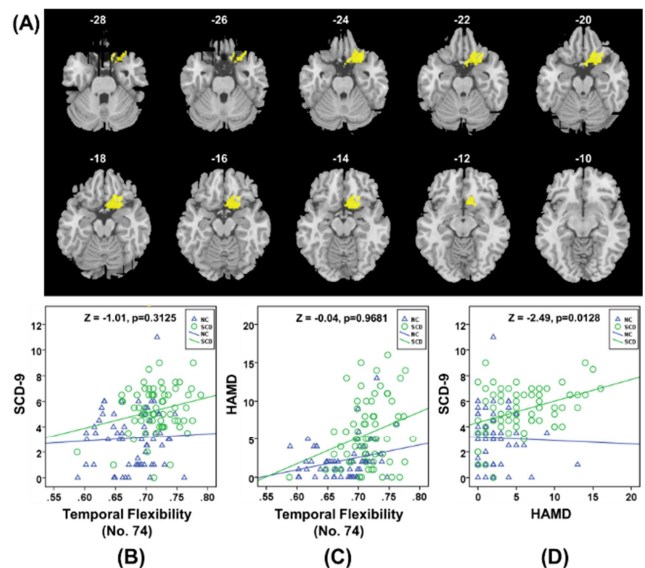 (A)
-28 -26 -24 -22 -20
-18 -16 -14 -12 -10
Z = -1.01, p=0.3125
NC
SCD
NC
SCD
SCD-9
12
10
8
6
4
2
0
.55 .60 .65 .70 .75 .80
Temporal Flexibility
(No. 74)
(B)
Z = -0.04, p=0.9681
NC
SCD
NC
SCD
HAMD
20
15
10
5
0
.55 .60 .65 .70 .75 .80
Temporal Flexibility
(No. 74)
(C)
Z = -2.49, p=0.0128
NC
SCD
NC
SCD
SCD-9
12
10
8
6
4
2
0
0 5 10 15 20
HAMD
(D)